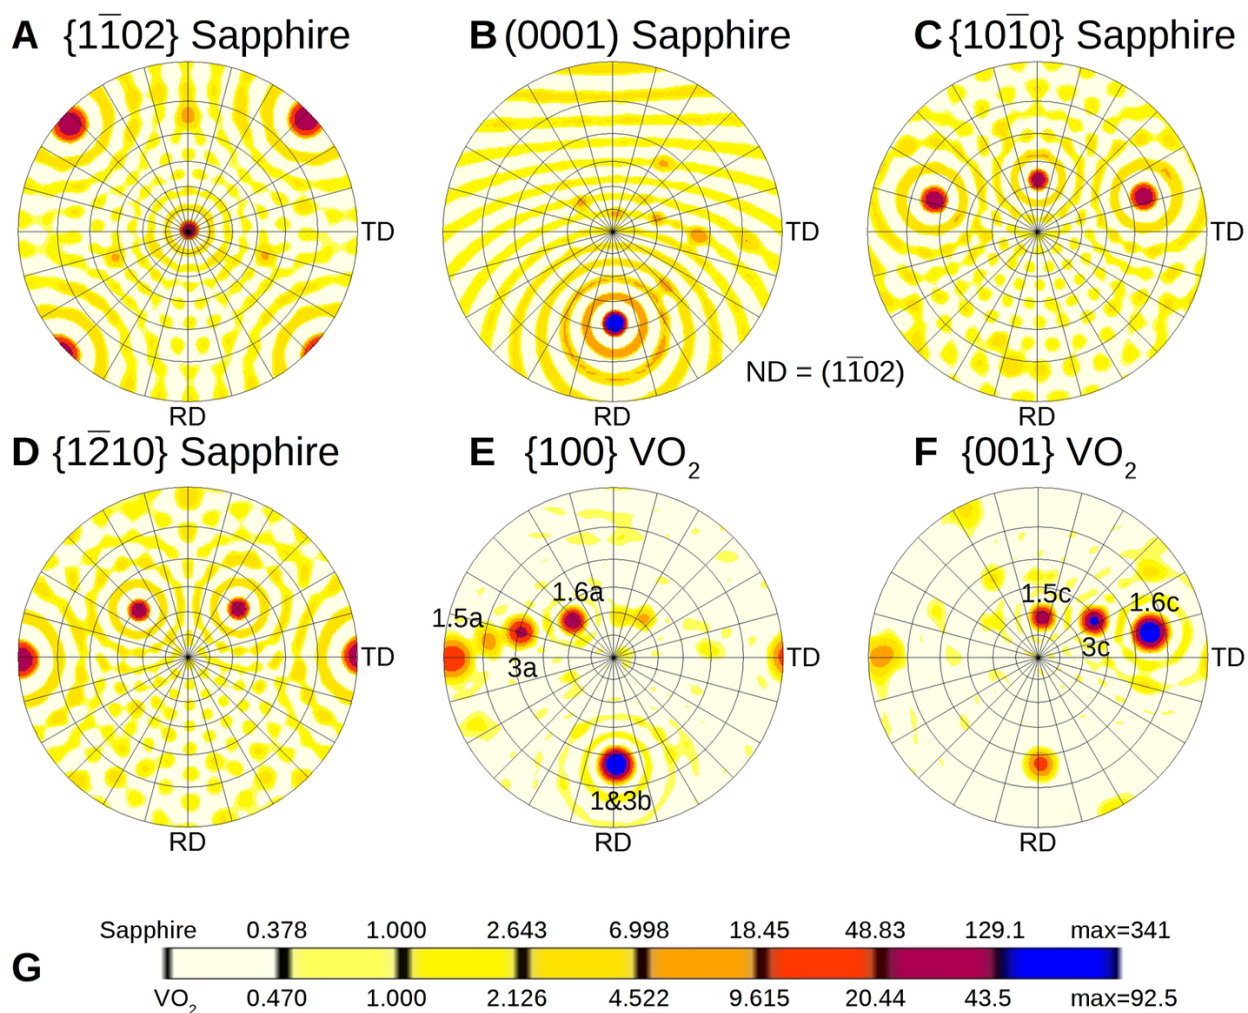 A {11̅02} Sapphire
B (0001) Sapphire
C {101̅0} Sapphire
TD
TD
ND = (11̅02)
RD
RD
RD
D {12̅10} Sapphire
E {100} VO2
F {001} VO2
1.6a
1.5a
3a
1.5c
1.6c
3c
TD
TD
TD
1&3b
RD
RD
RD
Sapphire 0.378 1.000 2.643 6.998 18.45 48.83 129.1 max=341
G
VO2 0.470 1.000 2.126 4.522 9.615 20.44 43.5 max=92.5